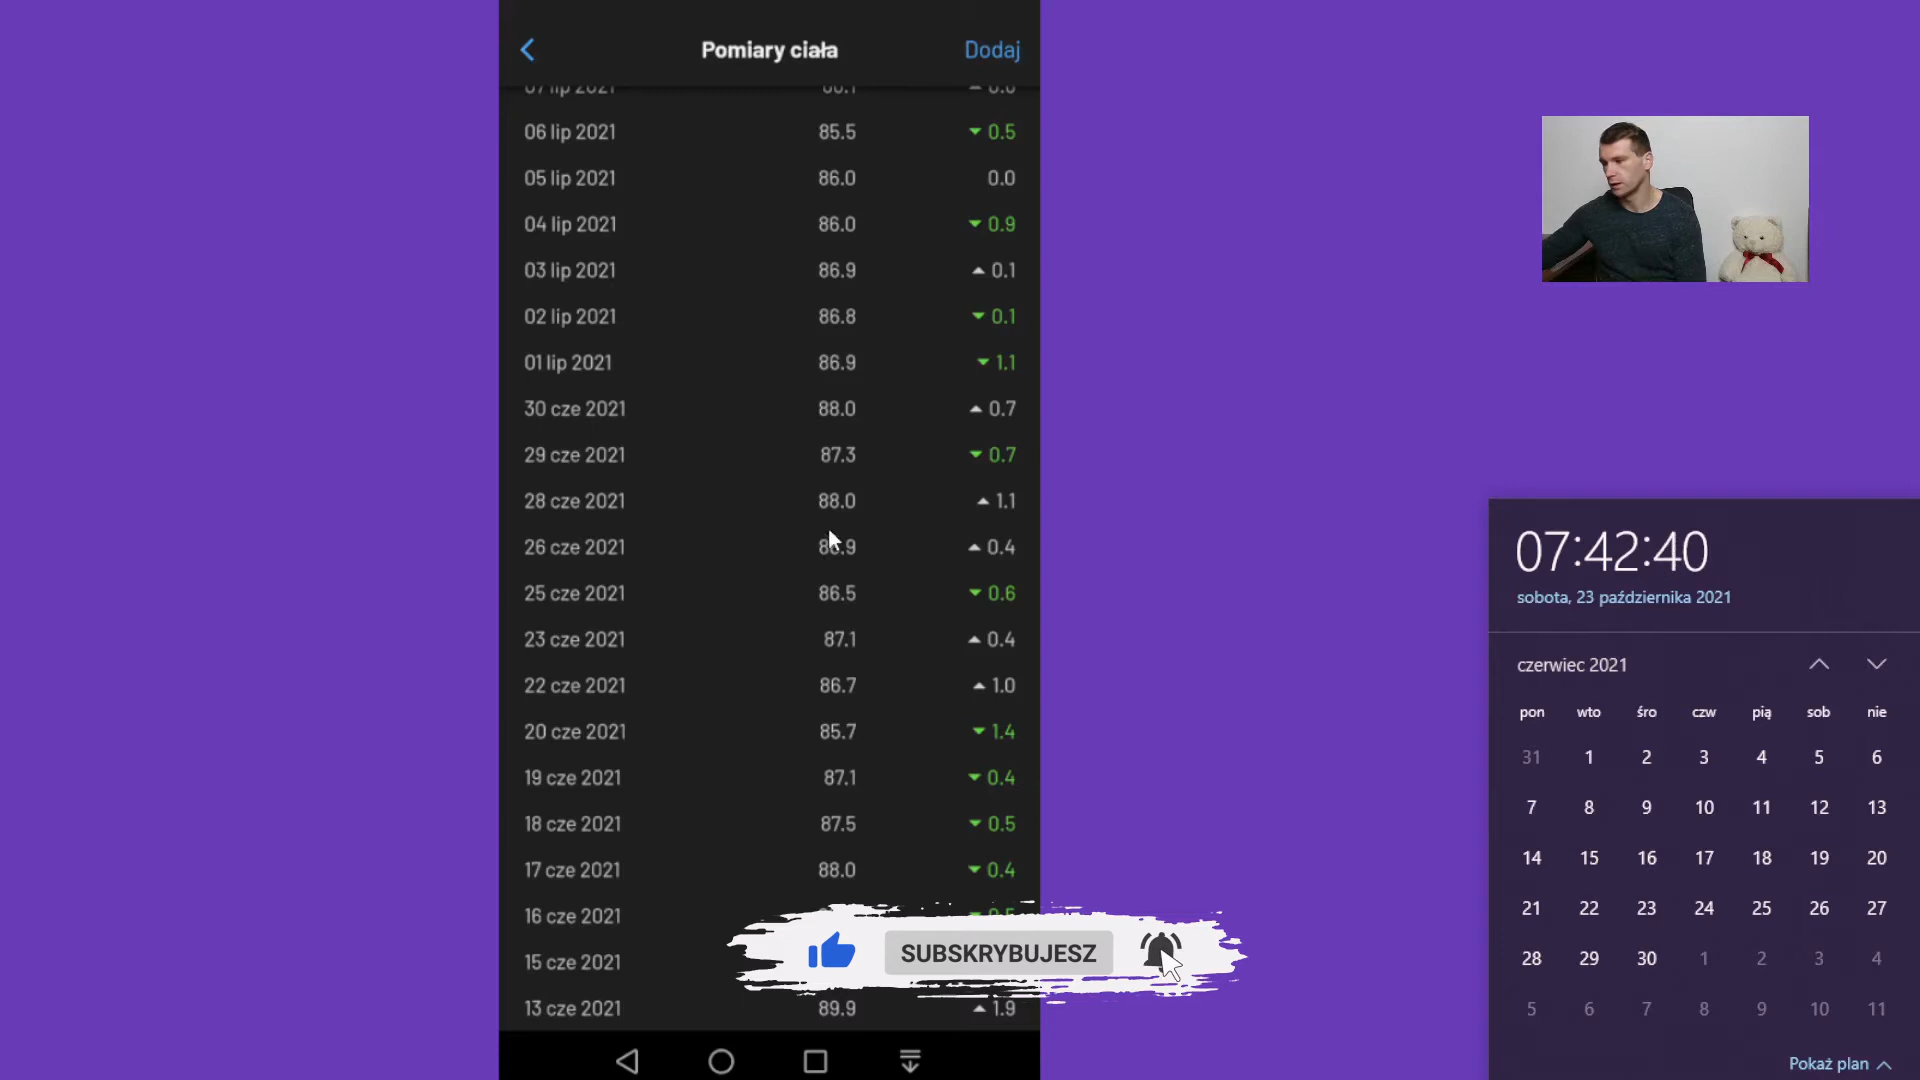 Pomiary ciała Dodaj
06 lip 2021 85.5 0.5
05 lip 2021 86.0 0.0
04 lip 2021 86.0 0.9
03 lip 2021 86.9 0.1
02 lip 2021 86.8 0.1
01 lip 2021 86.9 1.1
30 cze 2021 88.0 0.7
29 cze 2021 87.3 0.7
28 cze 2021 88.0 1.1
26 cze 2021 0.4
25 cze 2021 86.5 0.6
23 cze 2021 87.1 0.4
22 cze 2021 86.7 1.0
20 cze 2021 85.7 1.4
19 cze 2021 87.1 0.4
18 cze 2021 87.5 0.5
17 cze 2021 88.0 0.4
16 cze 2021
15 cze 2021
13 cze 2021 89.9 1.9
SUBSKRYBUJESZ
07:42:40
sobota, 23 października 2021
czerwiec 2021
pon wto śro czw pią sob nie
31 1 2 3 4 5 6
7 8 9 10 11 12 13
14 15 16 17 18 19 20
21 22 23 24 25 26 27
28 29 30 1 2 3 4
5 6 7 8 9 10 11
Pokaż plan